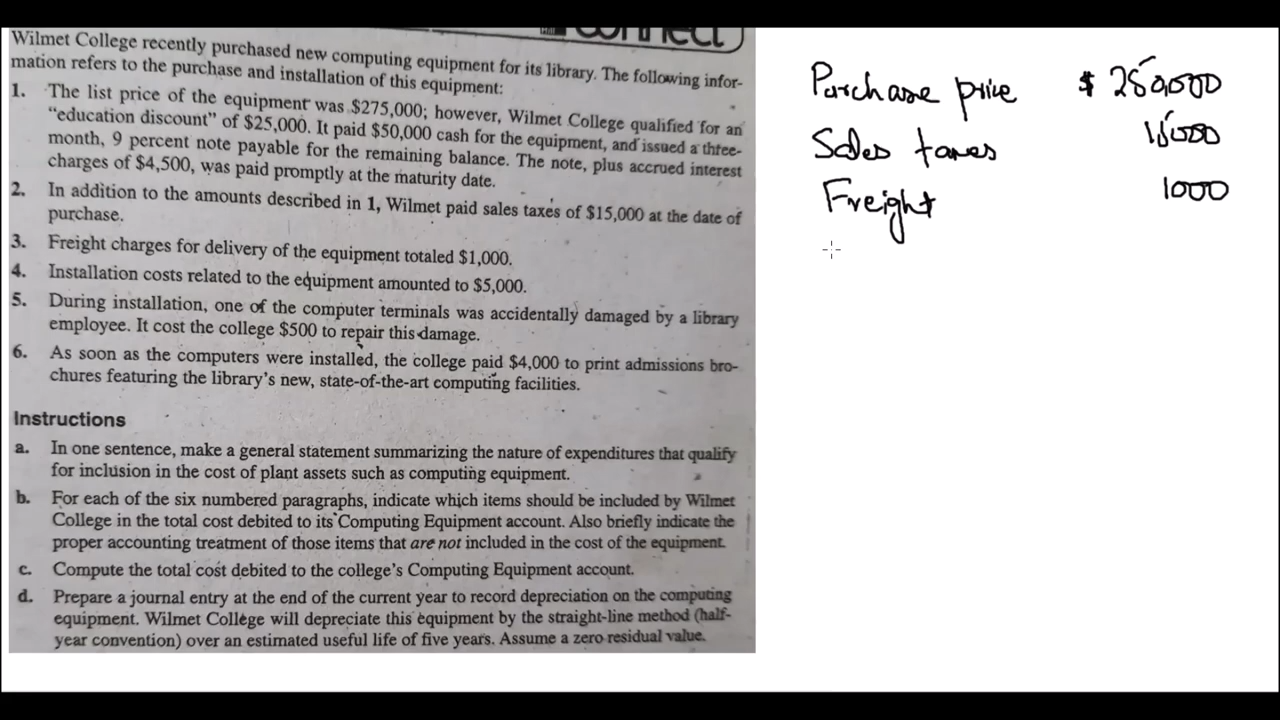 connect
Wilmet College recently purchased new computing equipment for its library. The following infor-
mation refers to the purchase and installation of this equipment:
1. The list price of the equipment was $275,000; however, Wilmet College qualified for an
“education discount” of $25,000. It paid $50,000 cash for the equipment, and issued a three-
month, 9 percent note payable for the remaining balance. The note, plus accrued interest
charges of $4,500, was paid promptly at the maturity date.
2. In addition to the amounts described in 1, Wilmet paid sales taxes of $15,000 at the date of
purchase.
3. Freight charges for delivery of the equipment totaled $1,000.
4. Installation costs related to the equipment amounted to $5,000.
5. During installation, one of the computer terminals was accidentally damaged by a library
employee. It cost the college $500 to repair this damage.
6. As soon as the computers were installed, the college paid $4,000 to print admissions bro-
chures featuring the library’s new, state-of-the-art computing facilities.
Instructions
a. In one sentence, make a general statement summarizing the nature of expenditures that qualify
for inclusion in the cost of plant assets such as computing equipment.
b. For each of the six numbered paragraphs, indicate which items should be included by Wilmet
College in the total cost debited to its Computing Equipment account. Also briefly indicate the
proper accounting treatment of those items that are not included in the cost of the equipment.
c. Compute the total cost debited to the college’s Computing Equipment account.
d. Prepare a journal entry at the end of the current year to record depreciation on the computing
equipment. Wilmet College will depreciate this equipment by the straight-line method (half-
year convention) over an estimated useful life of five years. Assume a zero residual value.
Purchase price $ 250,000
Sales taxes 15,000
Freight 1000